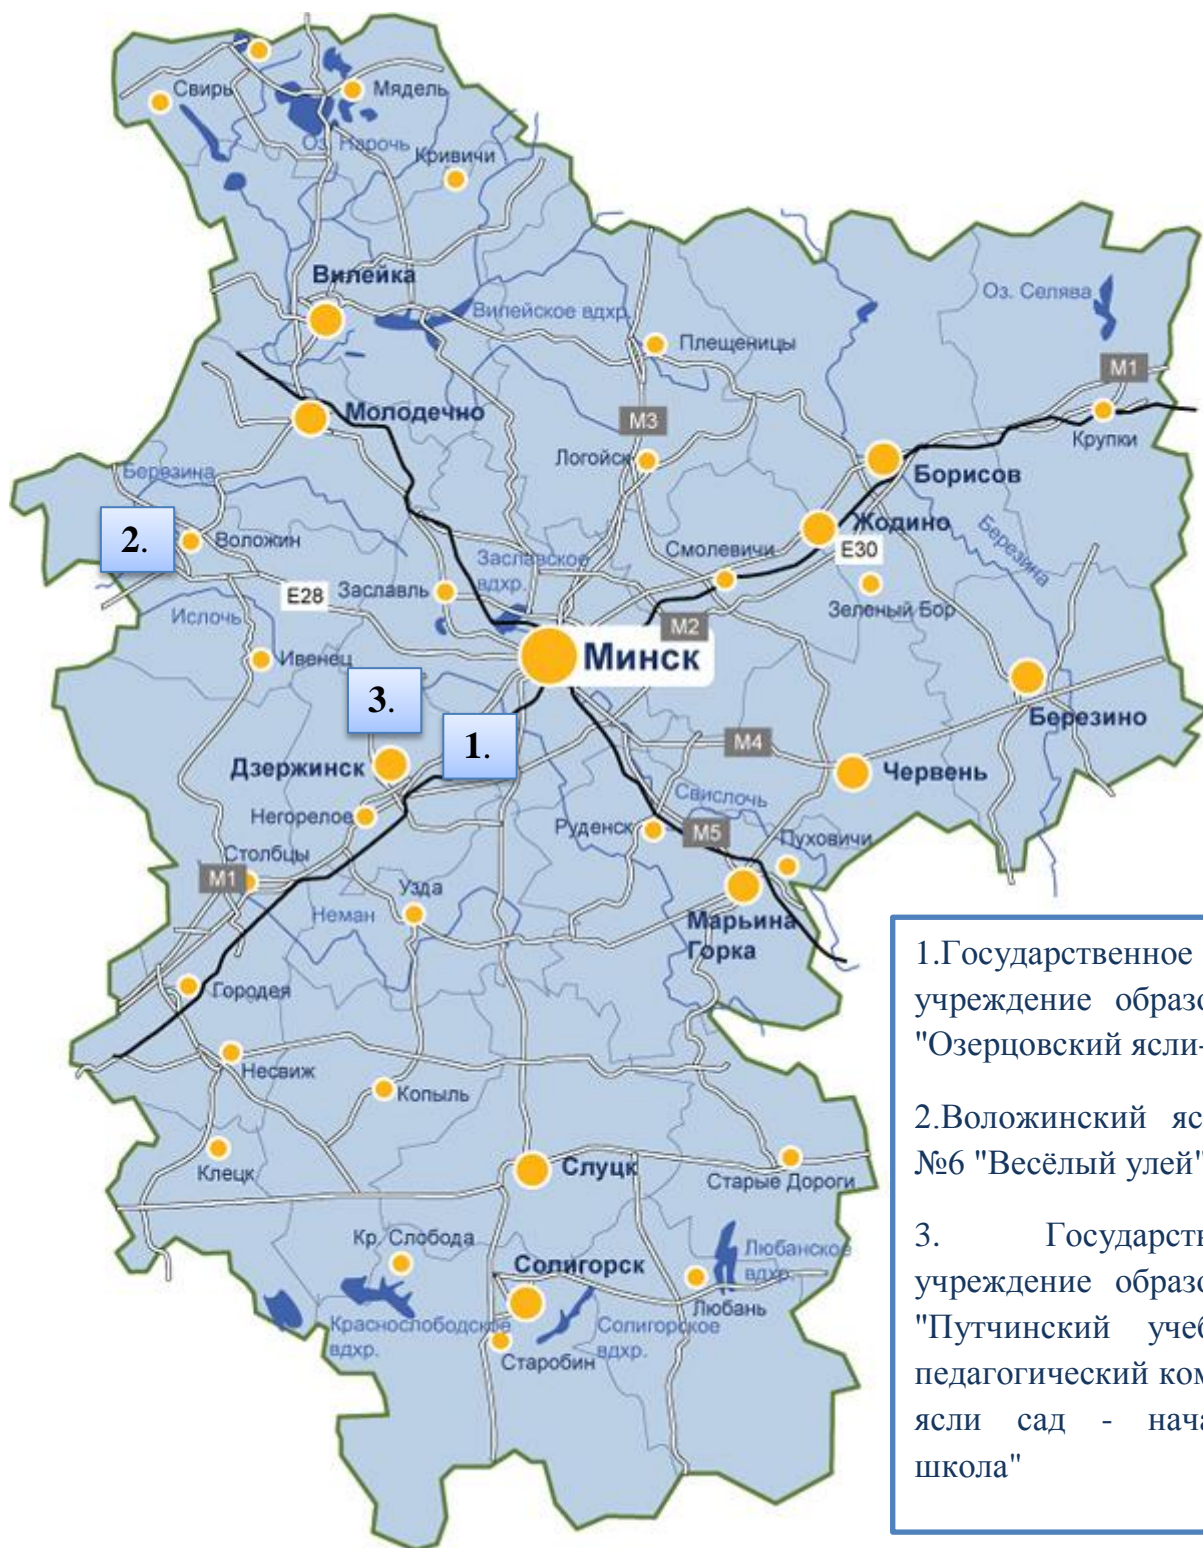 Свирь
Мядель
Оз. Нарочь
Кривичи
Вилейка
Вилейское вдхр.
Оз. Селява
Плещеницы
М1
Молодечно
М3
Крупки
Логойск
Борисов
Березина
2.
Воложин
Жодино
Смолевичи
Е30
Березина
Заславское
вдхр.
Е28
Заславль
Зеленый Бор
Ислочь
М2
Ивенец
Минск
3.
Березино
1.
М4
Дзержинск
Червень
Свислочь
Негорелое
Руденск
М5
Пуховичи
Столбцы
М1
Узда
Неман
Марьина
Горка
Городея
Несвиж
Копыль
Клецк
Слуцк
Старые Дороги
Кр. Слобода
Солигорск
Любанское
вдхр.
Любань
Краснослободское
вдхр.
Солигорское
вдхр.
Старобин
1.Государственное
учреждение образо
"Озерцовский ясли-
2.Воложинский яс
№6 "Весёлый улей"
3. Государст
учреждение образо
"Путчинский учеб
педагогический ком
ясли сад - нача
школа"